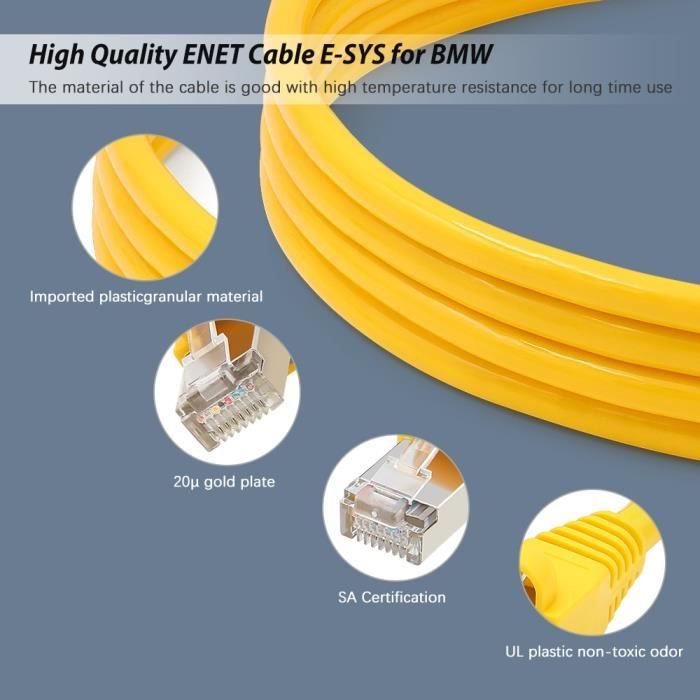 High Quality ENET Cable E-SYS for BMW
The material of the cable is good with high temperature resistance for long time use
Imported plasticgranular material
20μ gold plate
SA Certification
UL plastic non-toxic odor